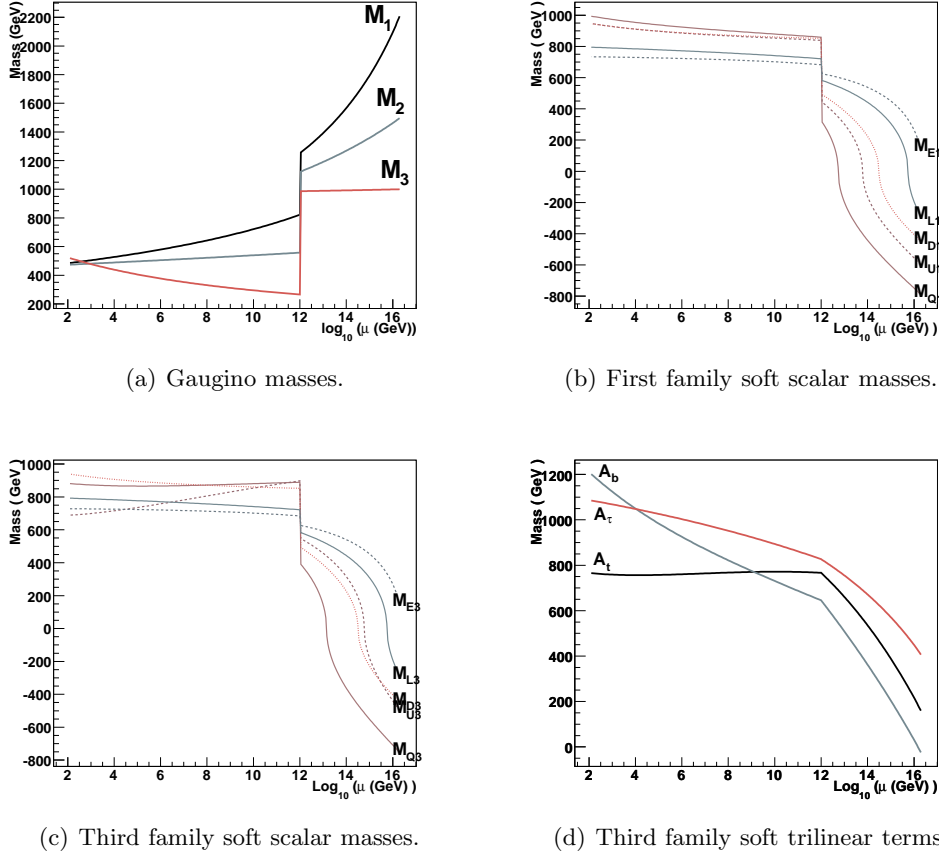 Mass (GeV)
2200
2000
1800
1600
1400
1200
1000
800
600
400
200
M1
M2
M3
2 4 6 8 10 12 14 16
log10 (μ (GeV))
(a) Gaugino masses.
Mass ( GeV )
1000
800
600
400
200
0
-200
-400
-600
-800
ME1
ML1
MD1
MU1
MQ1
2 4 6 8 10 12 14 16
Log10 (μ (GeV) )
(b) First family soft scalar masses.
Mass ( GeV )
1000
800
600
400
200
0
-200
-400
-600
-800
ME3
ML3
MD3
MU3
MQ3
2 4 6 8 10 12 14 16
Log10 (μ (GeV) )
(c) Third family soft scalar masses.
Mass ( GeV )
1200
1000
800
600
400
200
0
Ab
Aτ
At
2 4 6 8 10 12 14 16
Log10 (μ (GeV) )
(d) Third family soft trilinear terms